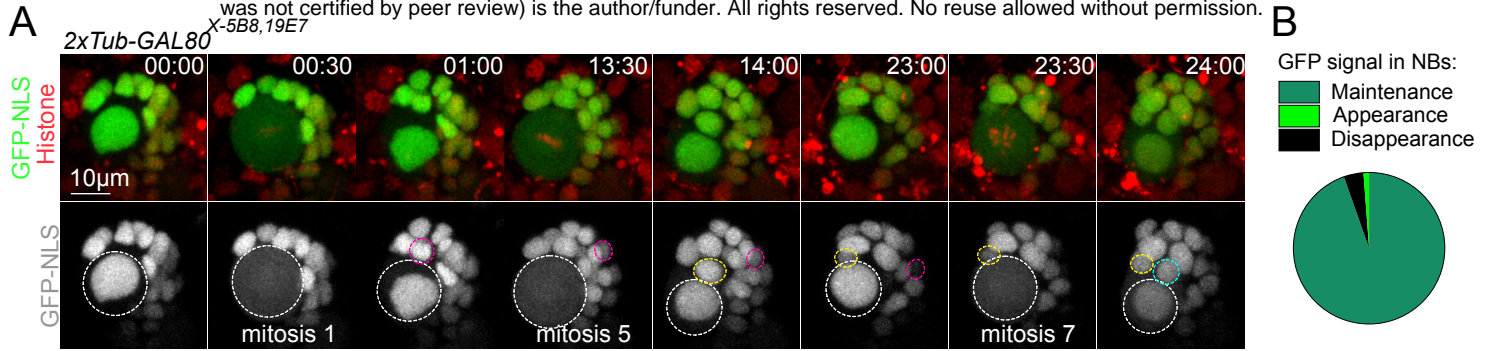 was not certified by peer review) is the author/funder. All rights reserved. No reuse allowed without permission.
A
2xTub-GAL80 X-5B8,19E7
GFP-NLS
Histone
00:00
00:30
01:00
13:30
14:00
23:00
23:30
24:00
10µm
GFP-NLS
mitosis 1
mitosis 5
mitosis 7
B
GFP signal in NBs:
Maintenance
Appearance
Disappearance